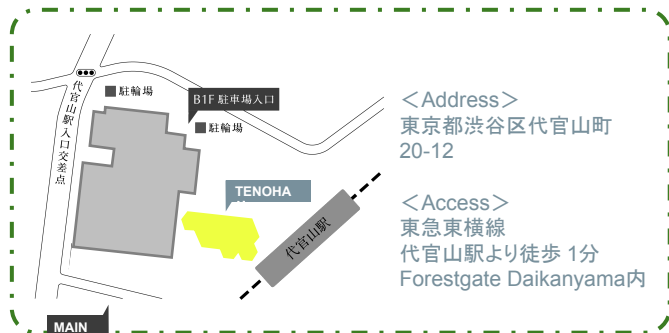 代官山駅入口交差点
駐輪場
B1F 駐車場入口
駐輪場
TENOHA
代官山駅
MAIN
＜Address＞
東京都渋谷区代官山町
20-12
＜Access＞
東急東横線
代官山駅より徒歩 1分
Forestgate Daikanyama内